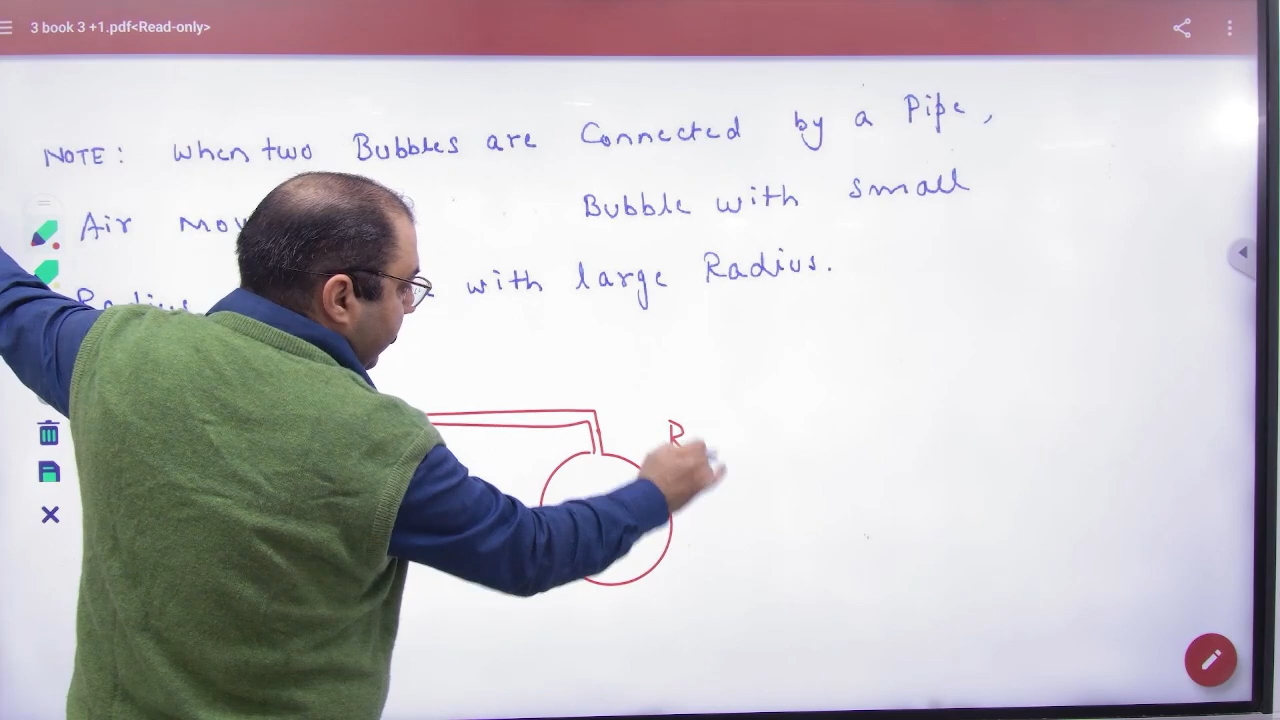 3 book 3 +1.pdf<Read-only>
NOTE: When two Bubbles are Connected by a Pipe,
Air Bubble with small
Radius with large Radius.
R